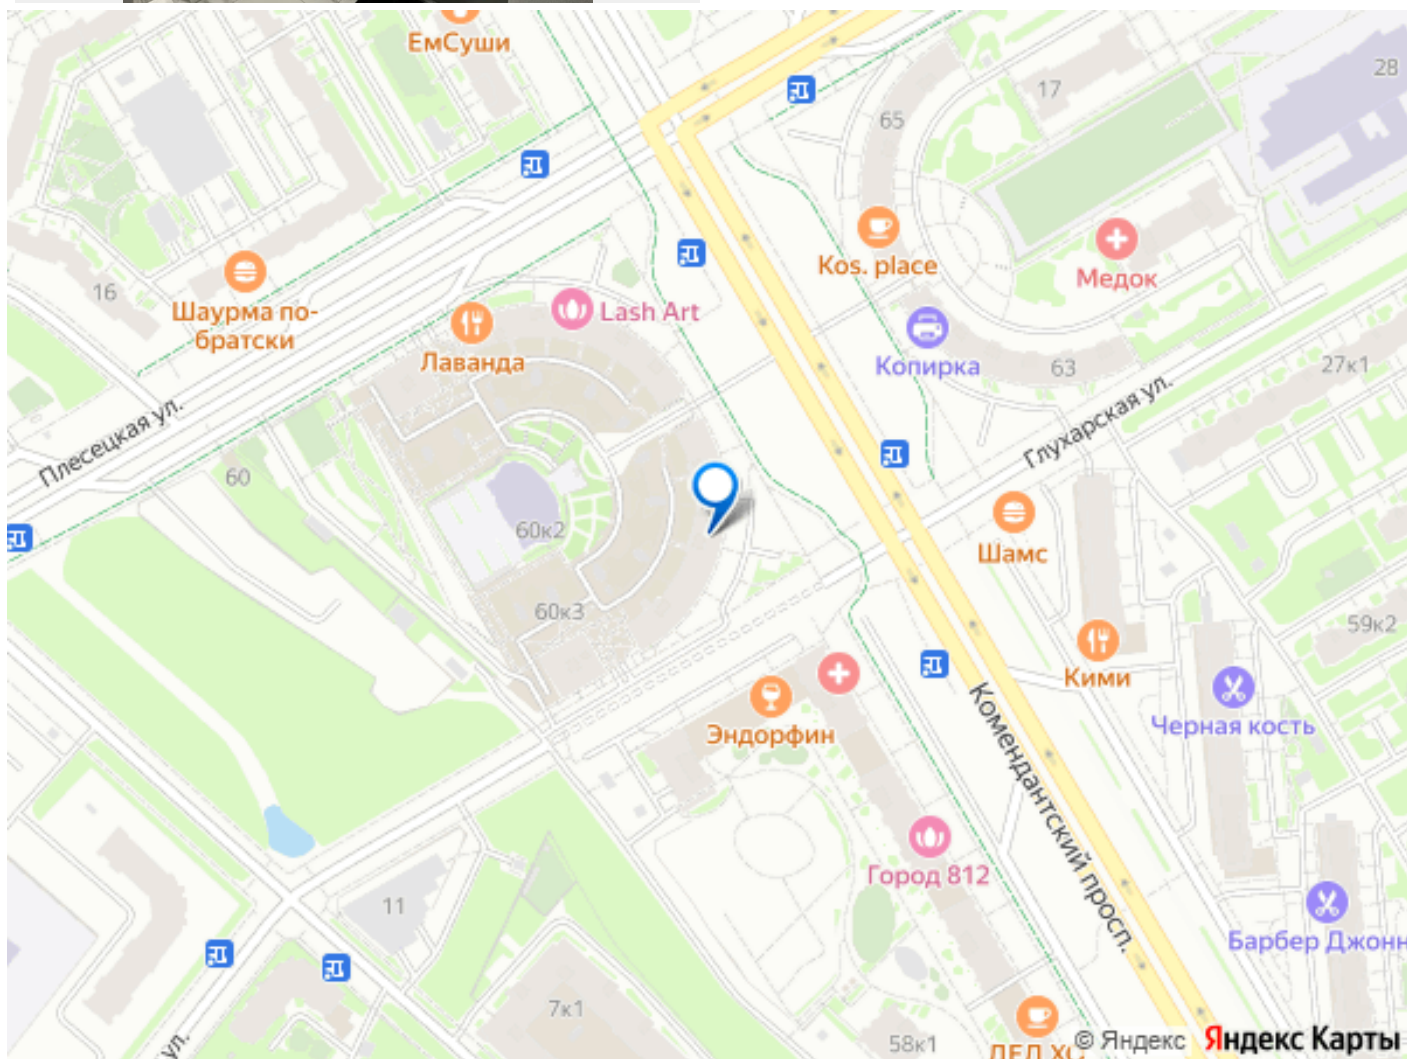 ЕмСуши
28
17
65
Kos. place
Медок
16
Шаурма по-
братски
Lash Art
Лаванда
Копирка
63
27к1
Глухарская ул.
Плесецкая ул.
60
60к2
Шамс
60к3
59к2
Кими
Эндорфин
Черная кость
Комендантский просп.
Город 812
11
Барбер Джонн
7к1
ул.
58к1
© Яндекс Яндекс Карты